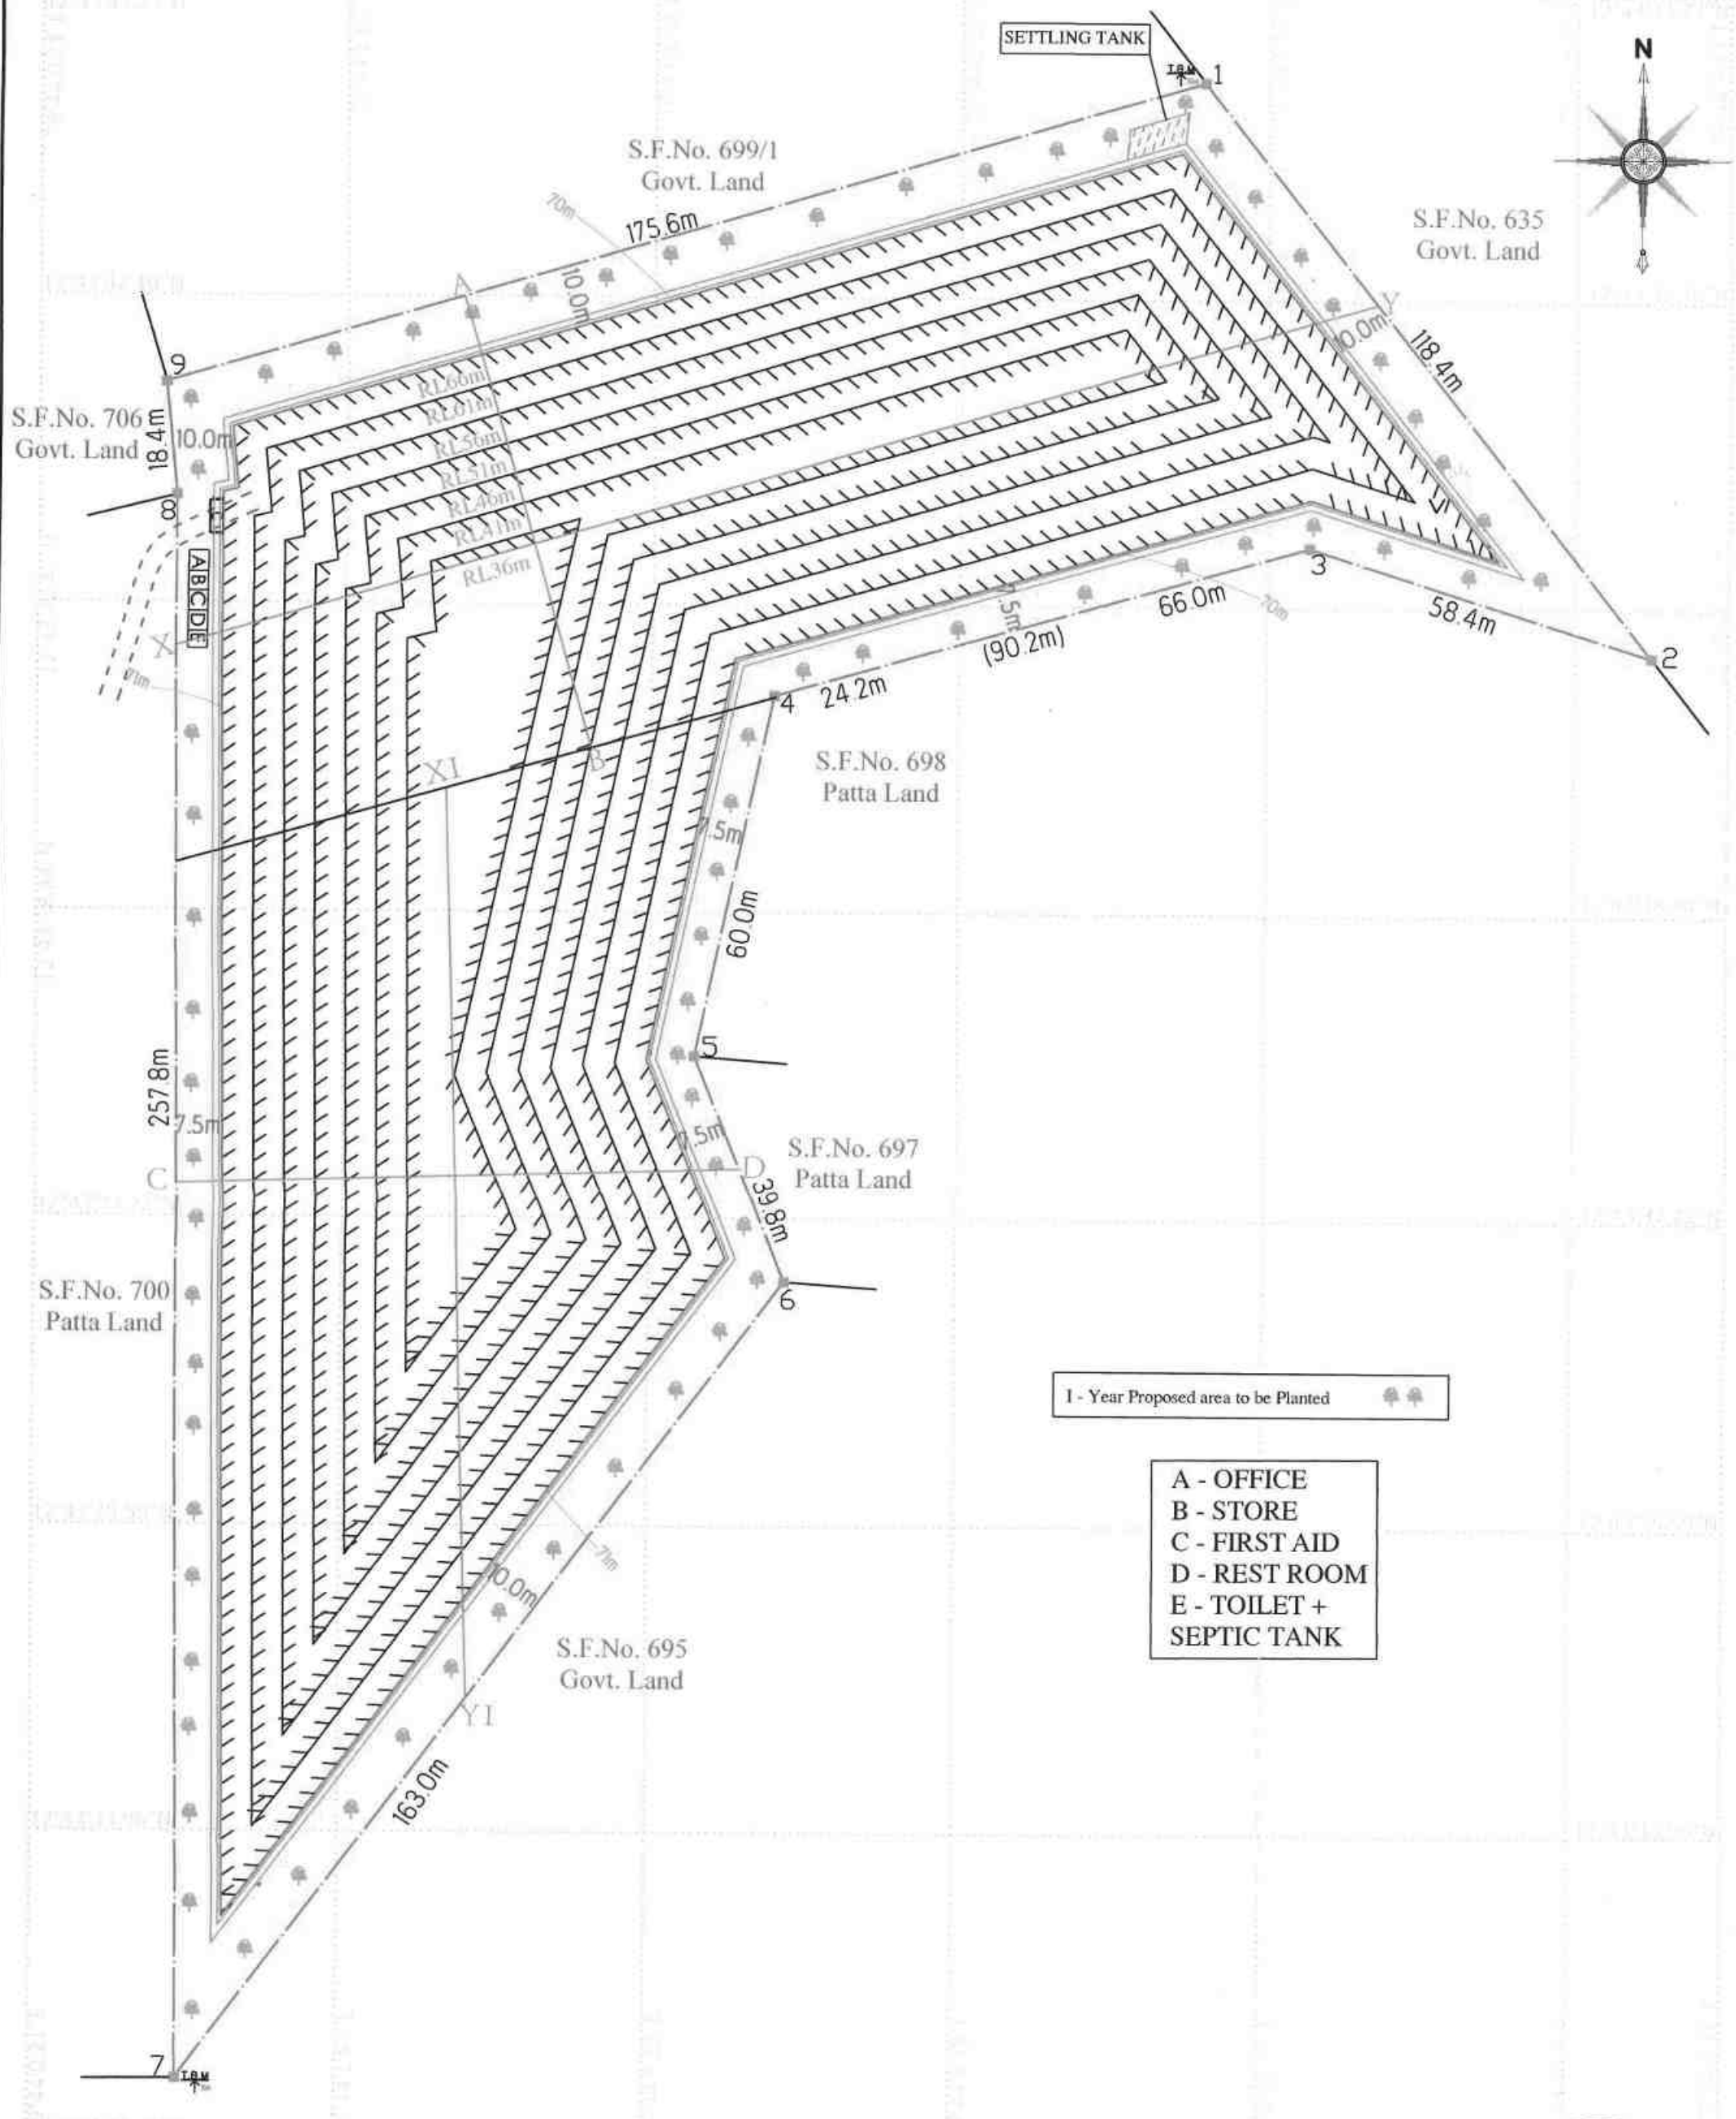 SETTLING TANK
N
T.B.M
1
S.F.No. 699/1
Govt. Land
70m
175.6m
S.F.No. 635
Govt. Land
A
10.0m
Y
10.0m
118.4m
9
S.F.No. 706
Govt. Land
18.4m
10.0m
RL66m
RL61m
RL56m
RL51m
RL46m
RL41m
RL36m
8
ABCDE
X
71m
3
7.5m
66.0m
70m
58.4m
2
(90.2m)
24.2m
4
XI
B
S.F.No. 698
Patta Land
7.5m
60.0m
5
257.8m
7.5m
7.5m
C
D
S.F.No. 697
Patta Land
39.8m
S.F.No. 700
Patta Land
6
I - Year Proposed area to be Planted
A - OFFICE
B - STORE
C - FIRST AID
D - REST ROOM
E - TOILET +
SEPTIC TANK
71m
10.0m
S.F.No. 695
Govt. Land
YI
163.0m
7
T.B.M